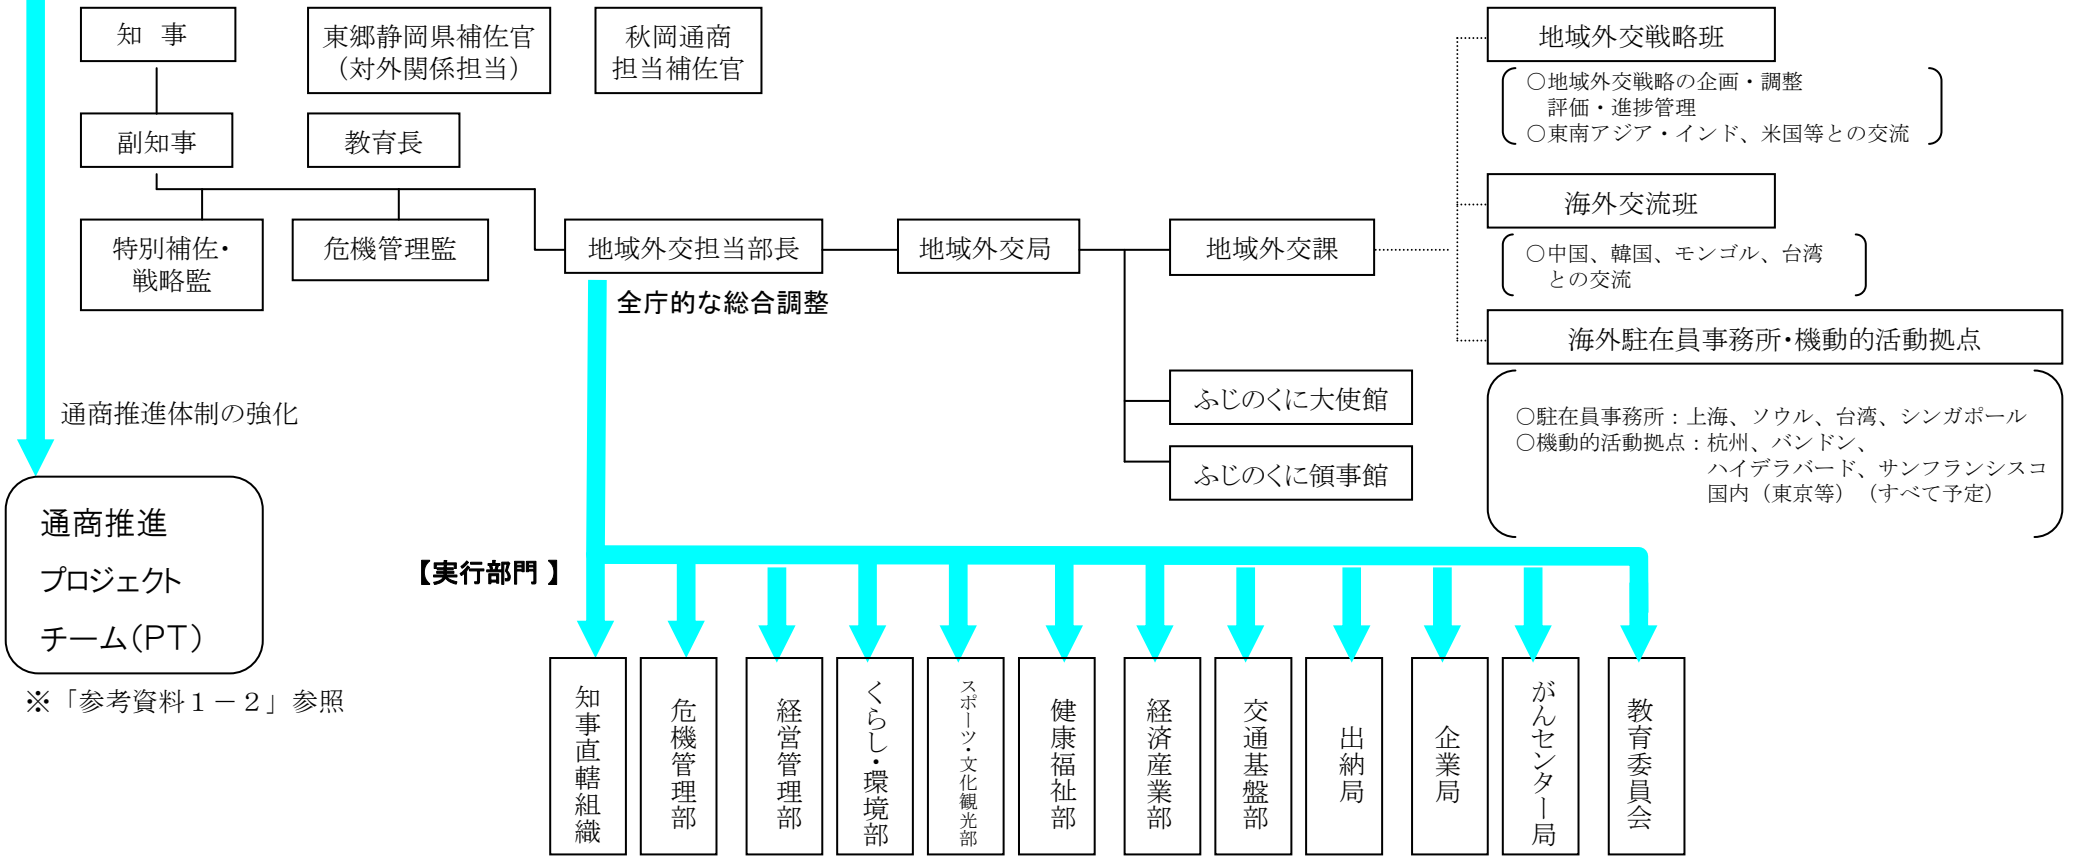 知 事
東郷静岡県補佐官
（対外関係担当）
秋岡通商
担当補佐官
地域外交戦略班
○地域外交戦略の企画・調整
評価・進捗管理
○東南アジア・インド、米国等との交流
副知事
教育長
海外交流班
○中国、韓国、モンゴル、台湾
との交流
特別補佐・
戦略監
危機管理監
地域外交担当部長
地域外交局
地域外交課
全庁的な総合調整
海外駐在員事務所・機動的活動拠点
○駐在員事務所：上海、ソウル、台湾、シンガポール
○機動的活動拠点：杭州、バンドン、
ハイデラバード、サンフランシスコ
国内（東京等）（すべて予定）
ふじのくに大使館
ふじのくに領事館
通商推進体制の強化
通商推進
プロジェクト
チーム（ＰＴ）
※「参考資料１－２」参照
【実行部門 】
知事直轄組織
危機管理部
経営管理部
くらし・環境部
スポーツ・文化観光部
健康福祉部
経済産業部
交通基盤部
出納局
企業局
がんセンター局
教育委員会